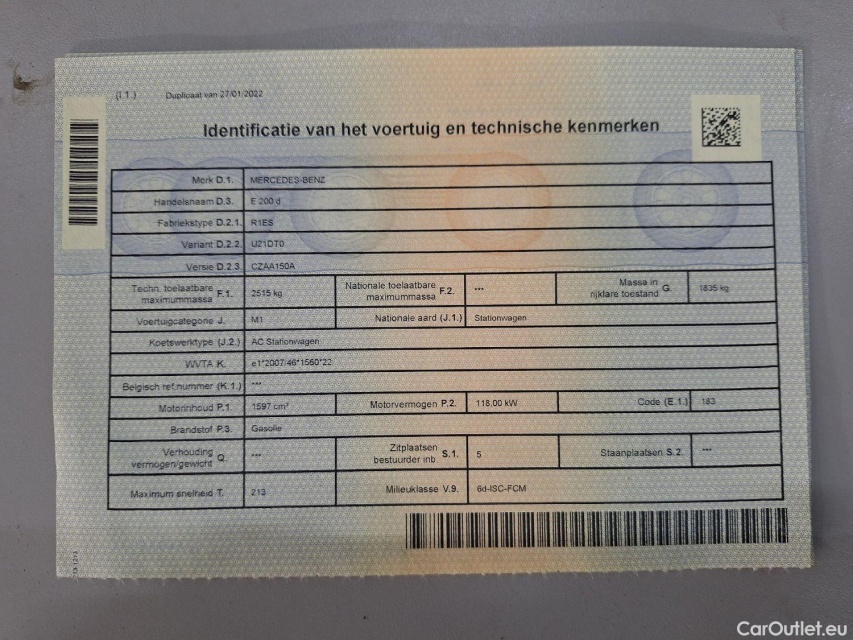 (I.1.) Duplicaat van 27/01/2022
Identificatie van het voertuig en technische kenmerken
Merk D.1. MERCEDES-BENZ
Handelsnaam D.3. E 200 d
Fabriekstype D.2.1. R1ES
Variant D.2.2. U21DT0
Versie D.2.3. CZAA150A
Techn. toelaatbare maximummassa F.1. 2515 kg Nationale toelaatbare maximummassa F.2. *** Massa in rijklare toestand G. 1835 kg
Voertuigcategorie J. M1 Nationale aard (J.1.) Stationwagen
Koetswerktype (J.2.) AC Stationwagen
WVTA K. e1*2007/46*1560*22
Belgisch ref.nummer (K.1.) ***
Motorinhoud P.1. 1597 cm³ Motorvermogen P.2. 118,00 kW Code (E.1.) 183
Brandstof P.3. Gasolie
Verhouding vermogen/gewicht Q. *** Zitplaatsen bestuurder inb. S.1. 5 Staanplaatsen S.2. ***
Maximum snelheid T. 213 Milieuklasse V.9. 6d-ISC-FCM
CarOutlet.eu